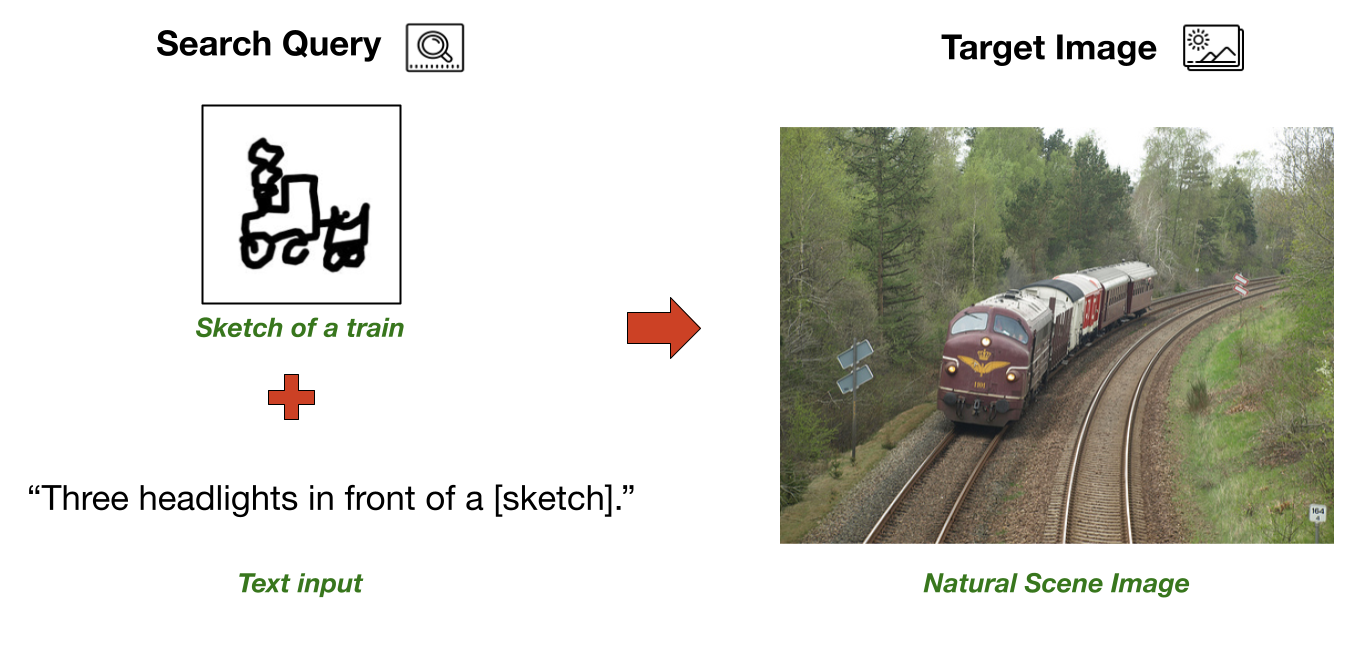 Search Query
Target Image
Sketch of a train
“Three headlights in front of a [sketch].”
Text input
Natural Scene Image
164